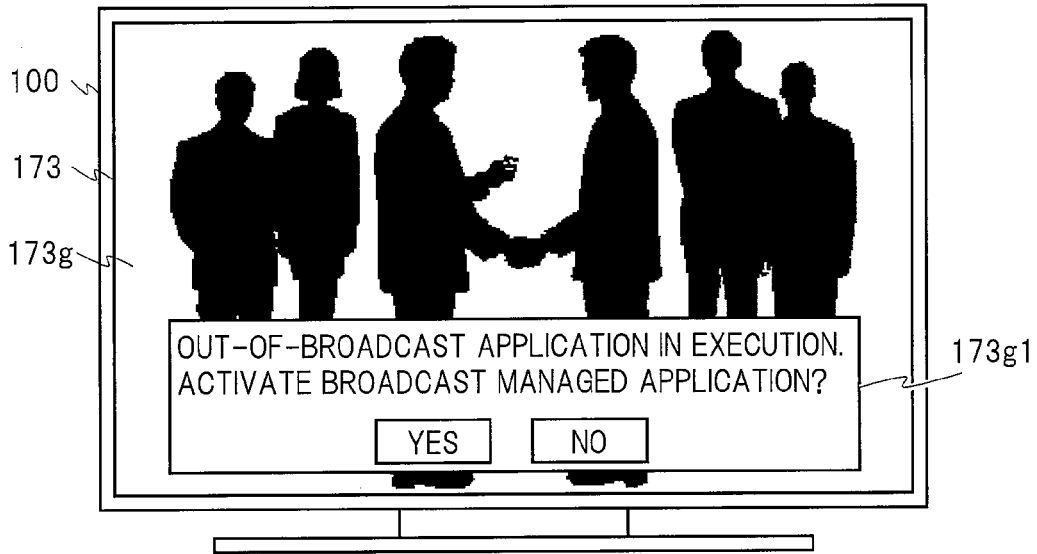 100
173
173g
OUT-OF-BROADCAST APPLICATION IN EXECUTION.
ACTIVATE BROADCAST MANAGED APPLICATION?
173g1
YES NO